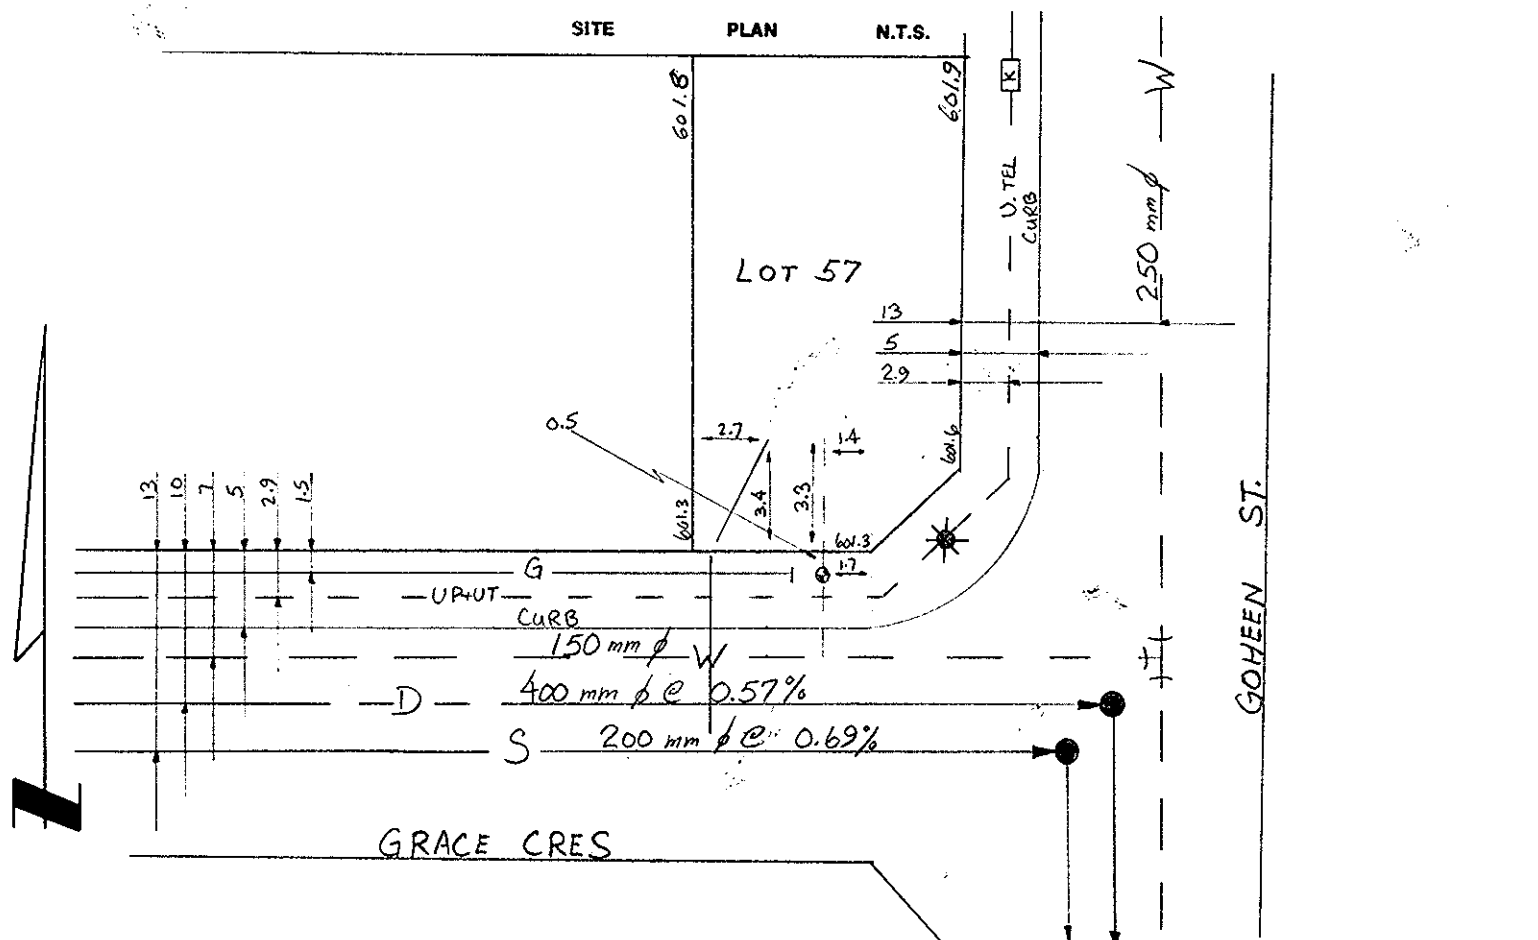 SITE PLAN N.T.S.
601.8
601.9
K
W
U.TEL
CURB
250 mm ϕ
LOT 57
13
5
2.9
0.5
2.7
1.4
601.6
13
10
7
5
2.9
1.5
3.4
3.3
601.3
601.3
G
1.7
UP+UT
CURB
150 mm ϕ W
D 400 mm ϕ @ 0.57%
S 200 mm ϕ @ 0.69%
GRACE CRES
GOHEEN ST.